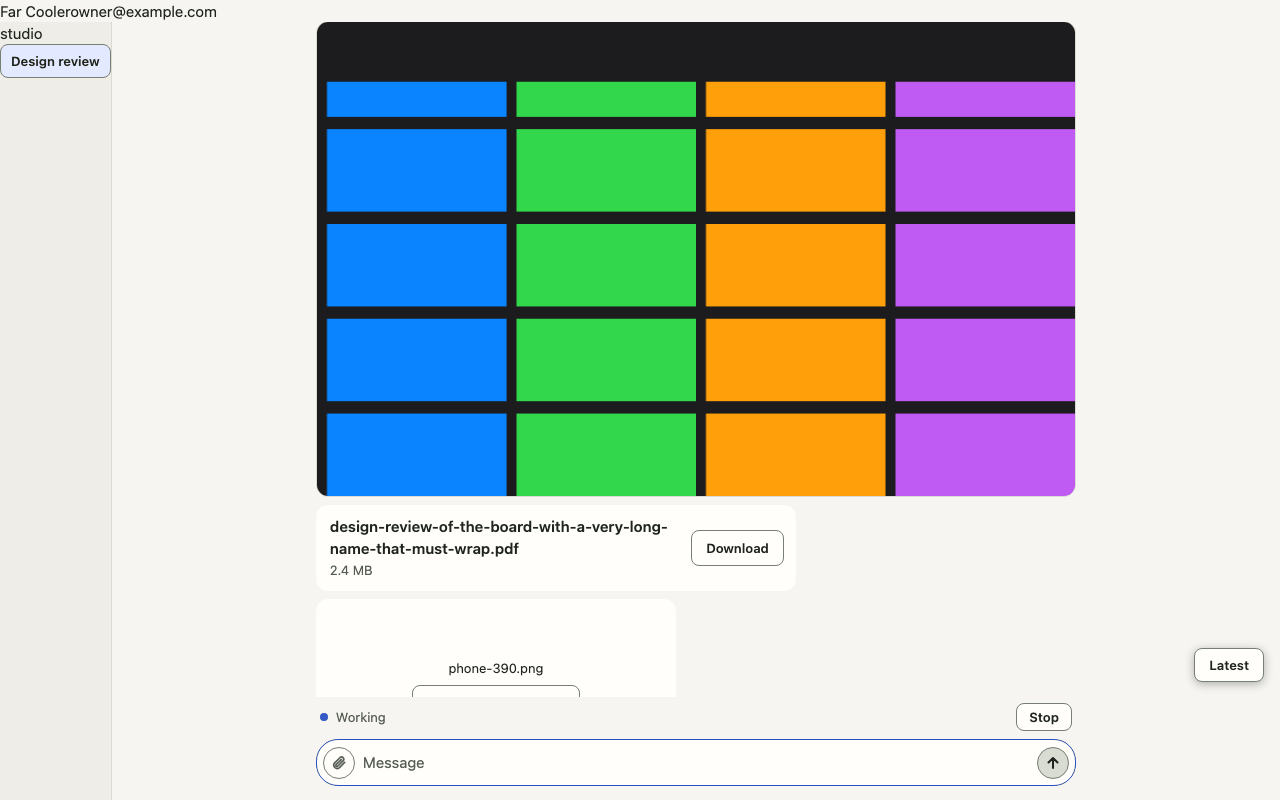 Far Coolerowner@example.com
studio
Design review
design-review-of-the-board-with-a-very-long-
name-that-must-wrap.pdf
2.4 MB
Download
phone-390.png
Latest
Working
Stop
Message